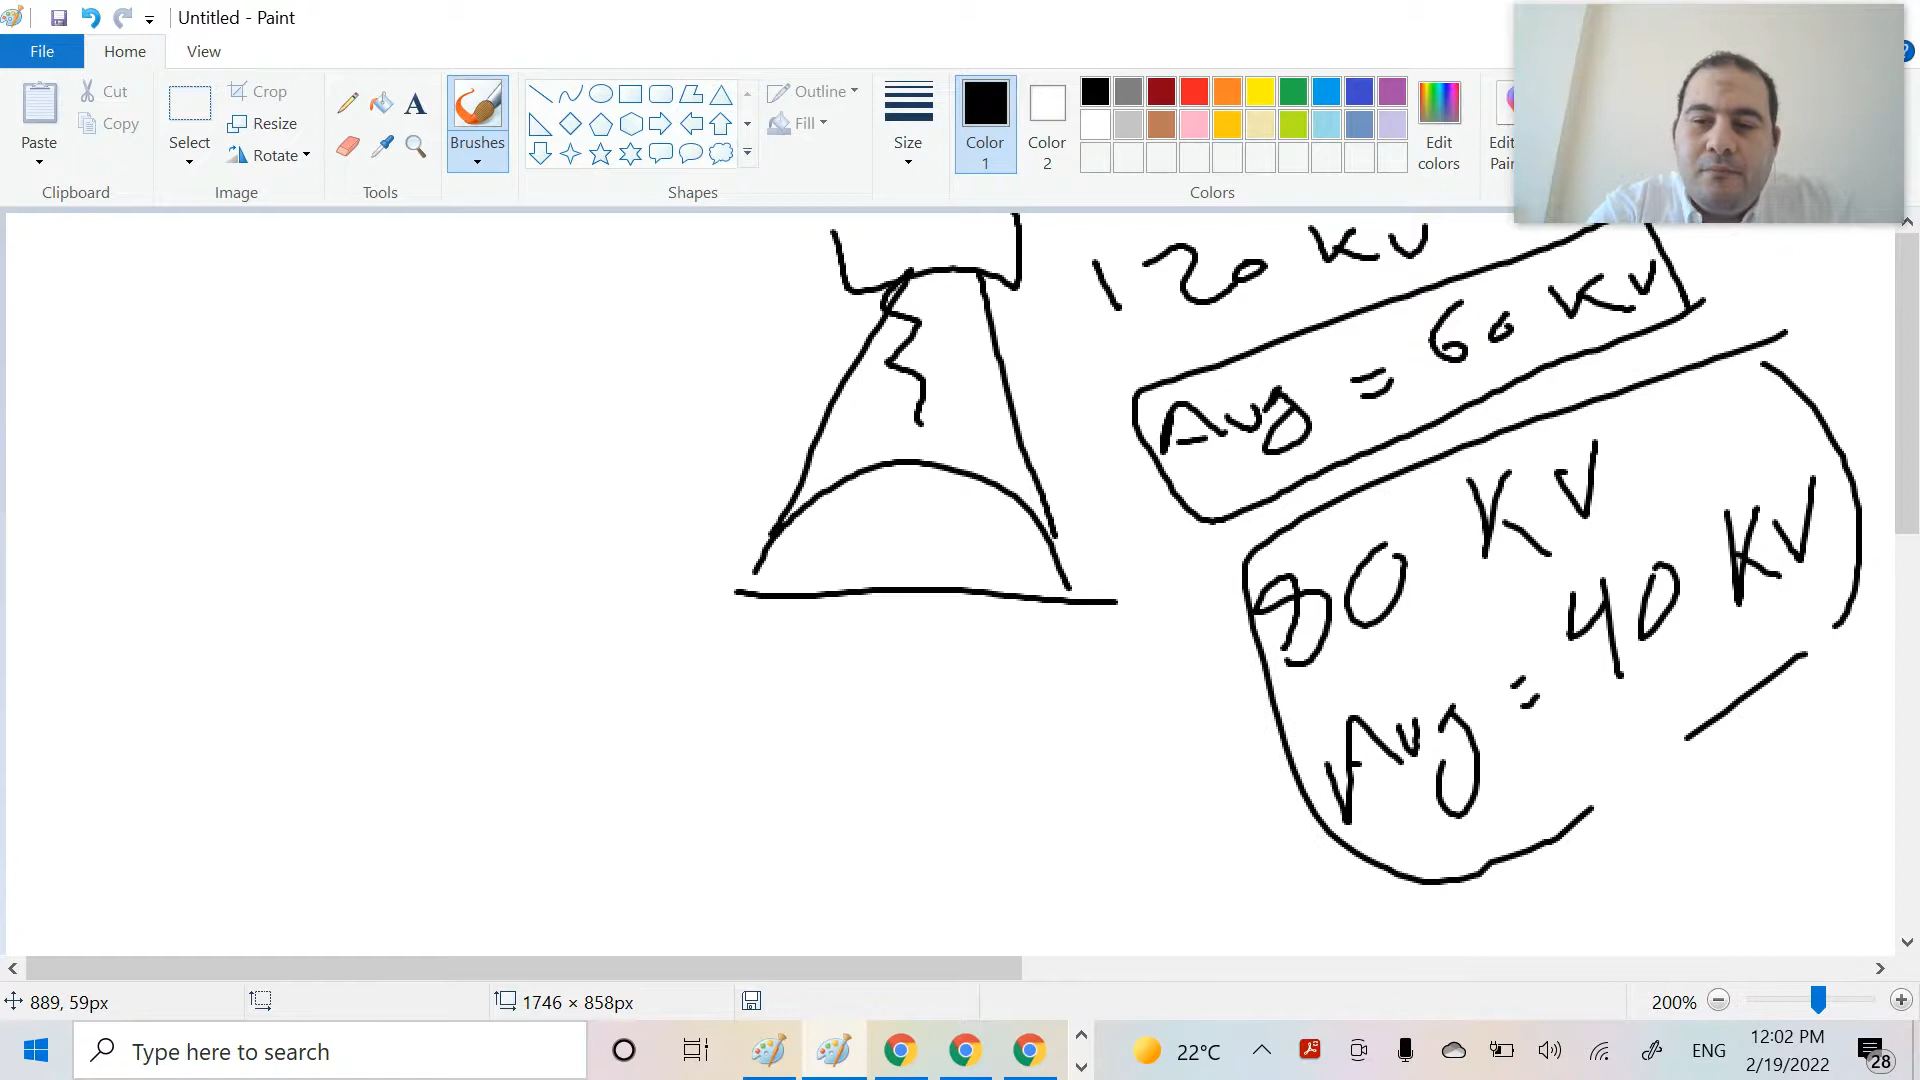 Untitled - Paint
File
Home
View
Paste
Cut
Copy
Clipboard
Select
Crop
Resize
Rotate
Image
Tools
Brushes
Shapes
Outline
Fill
Size
Color
1
Color
2
Edit
colors
Edit
Pain
Colors
120 KV
Avg = 60 KV
80 KV
Avg = 40 KV
889, 59px
1746 × 858px
200%
Type here to search
22°C
ENG
12:02 PM
2/19/2022
28